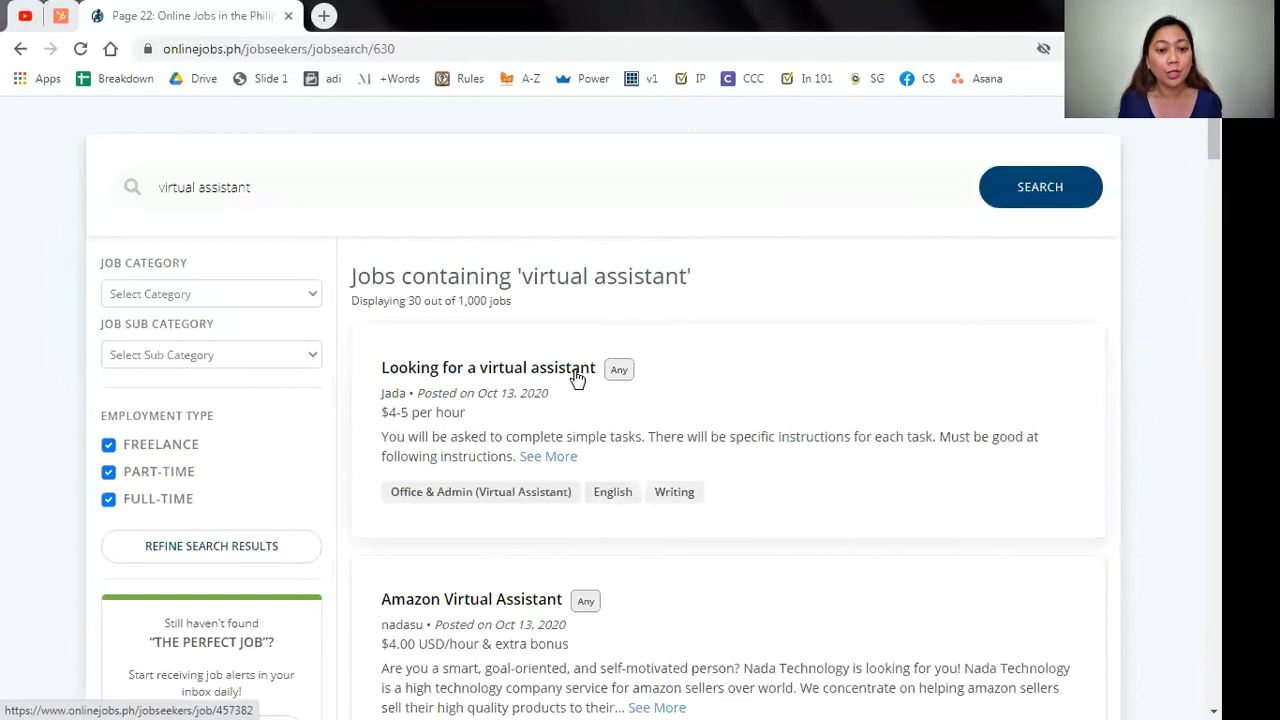 Page 22: Online Jobs in the Phili
onlinejobs.ph/jobseekers/jobsearch/630
Apps Breakdown Drive Slide 1 adi +Words Rules A-Z Power v1 IP CCC In 101 SG CS Asana
virtual assistant
SEARCH
JOB CATEGORY
Select Category
JOB SUB CATEGORY
Select Sub Category
EMPLOYMENT TYPE
FREELANCE
PART-TIME
FULL-TIME
REFINE SEARCH RESULTS
Still haven't found
“THE PERFECT JOB”?
Start receiving job alerts in your
inbox daily!
Jobs containing 'virtual assistant'
Displaying 30 out of 1,000 jobs
Looking for a virtual assistant Any
Jada • Posted on Oct 13, 2020
$4-5 per hour
You will be asked to complete simple tasks. There will be specific instructions for each task. Must be good at
following instructions. See More
Office & Admin (Virtual Assistant) English Writing
Amazon Virtual Assistant Any
nadasu • Posted on Oct 13, 2020
$4.00 USD/hour & extra bonus
Are you a smart, goal-oriented, and self-motivated person? Nada Technology is looking for you! Nada Technology
is a high technology company service for amazon sellers over world. We concentrate on helping amazon sellers
sell their high quality products to their... See More
https://www.onlinejobs.ph/jobseekers/job/457382